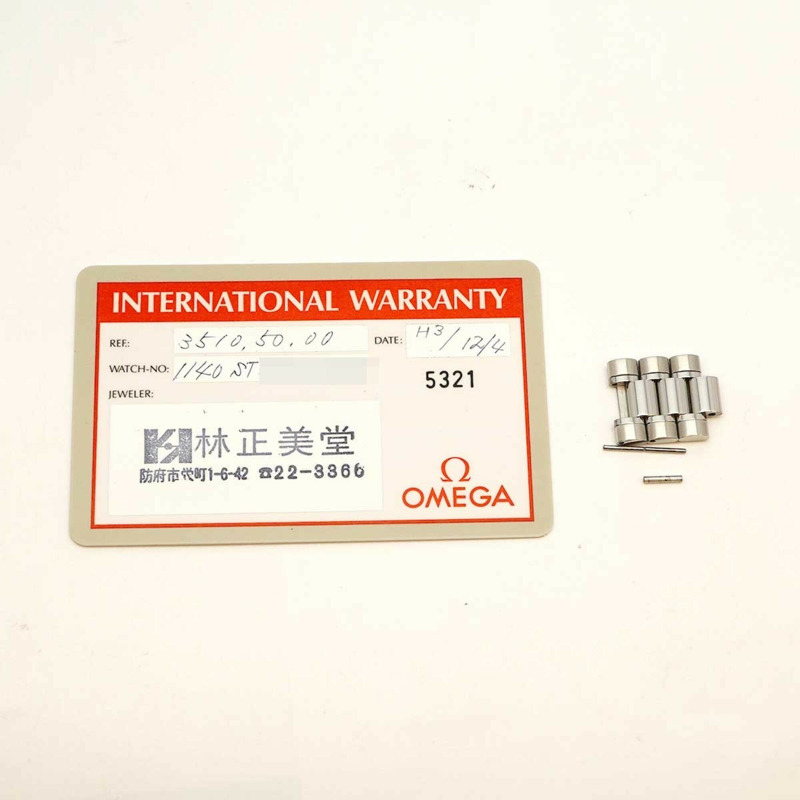 INTERNATIONAL WARRANTY
REF.: 3510.50.00 DATE: H3/12/4
WATCH-NO: 1140 ST
5321
JEWELER:
林正美堂
防府市栄町1-6-42 ☎22-3366
Ω
OMEGA